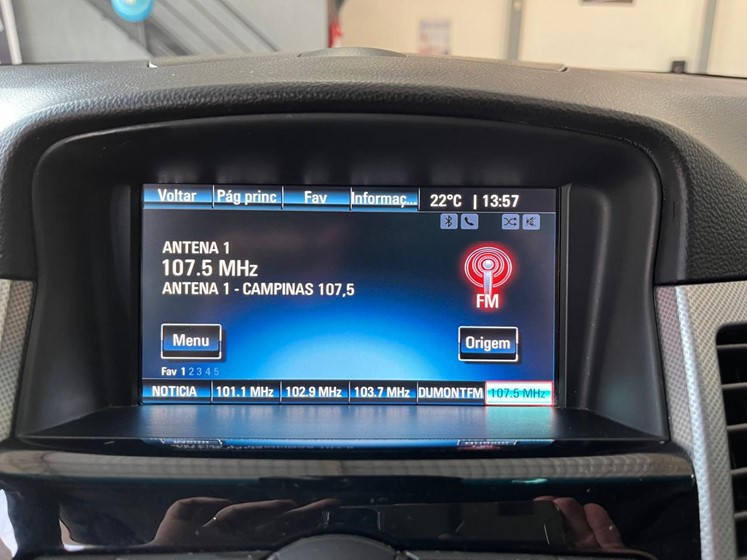 Voltar Pág princ Fav Informaç... 22°C | 13:57
ANTENA 1
107.5 MHz
ANTENA 1 - CAMPINAS 107,5
FM
Menu Origem
Fav 1 2 3 4 5
NOTICIA 101.1 MHz 102.9 MHz 103.7 MHz DUMONTFM 107.5 MHz